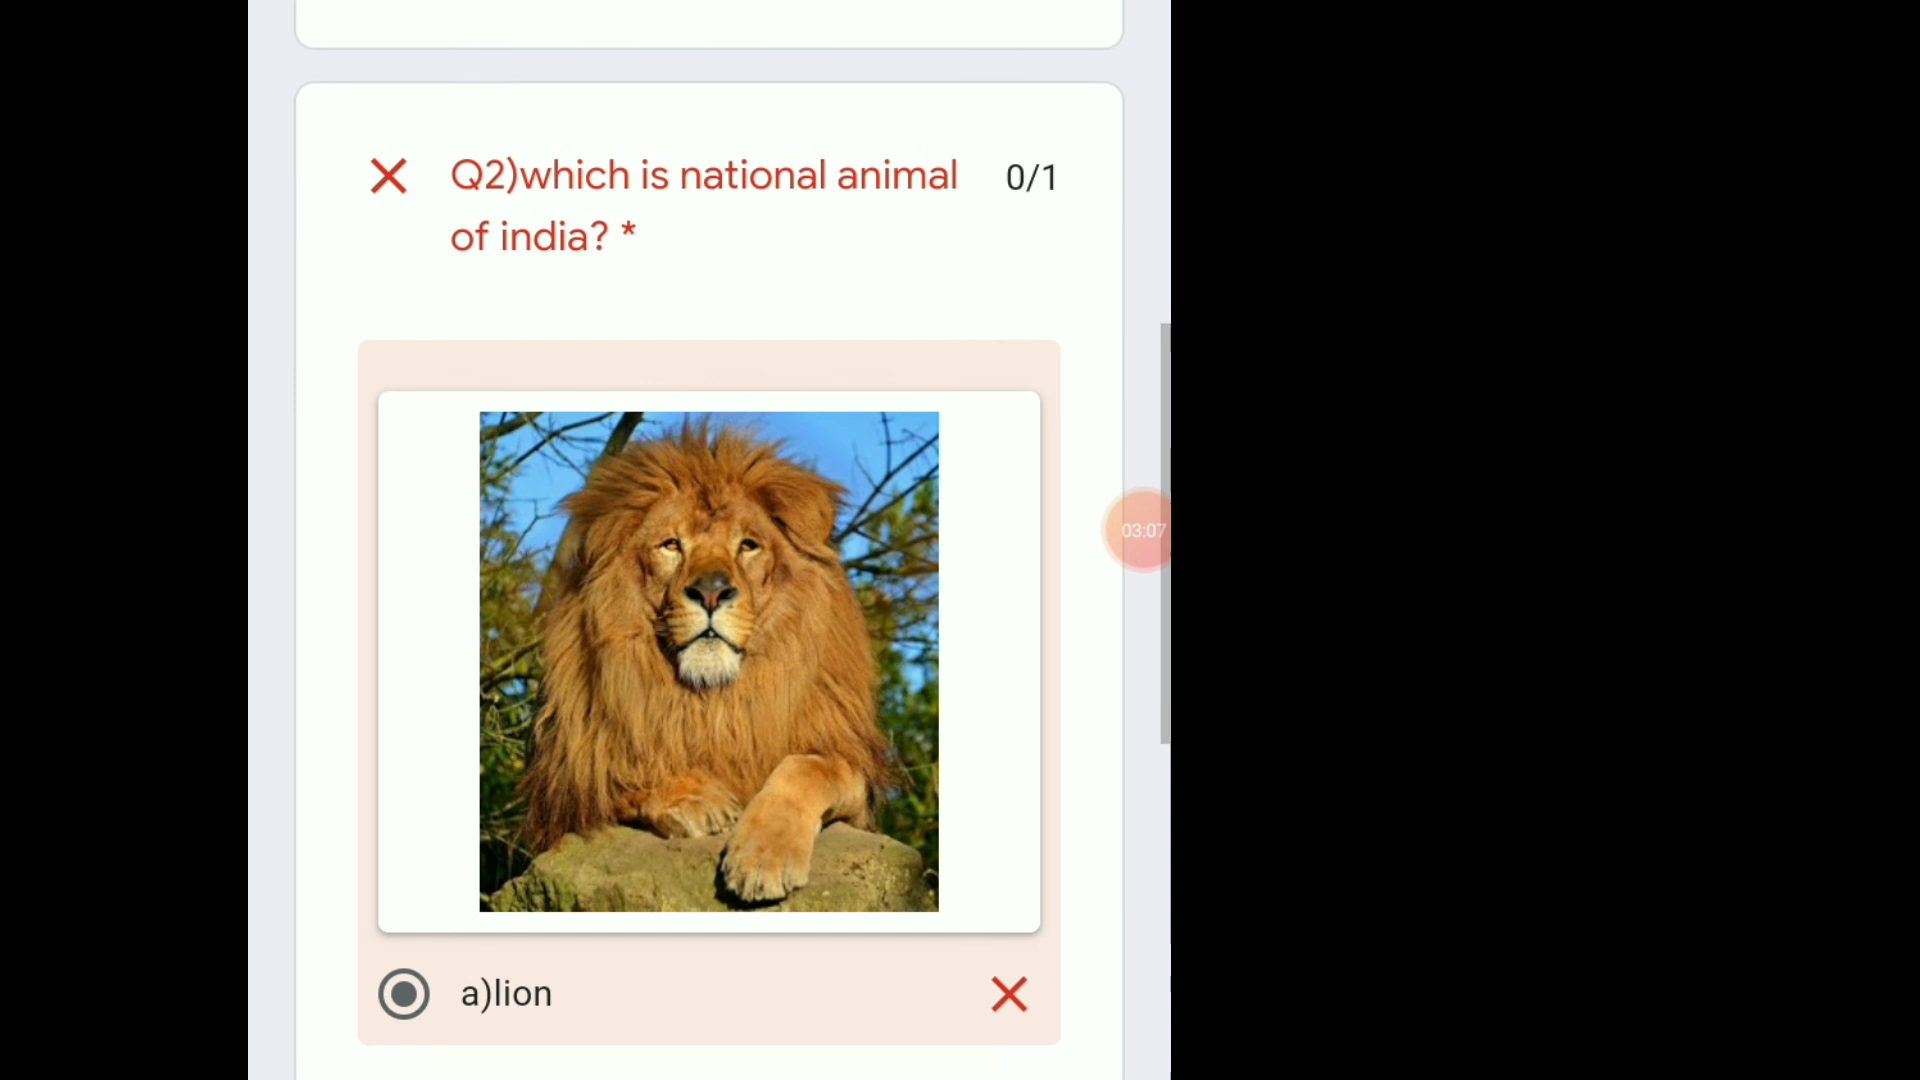 Q2)which is national animal 0/1
of india? *
03:07
a)lion